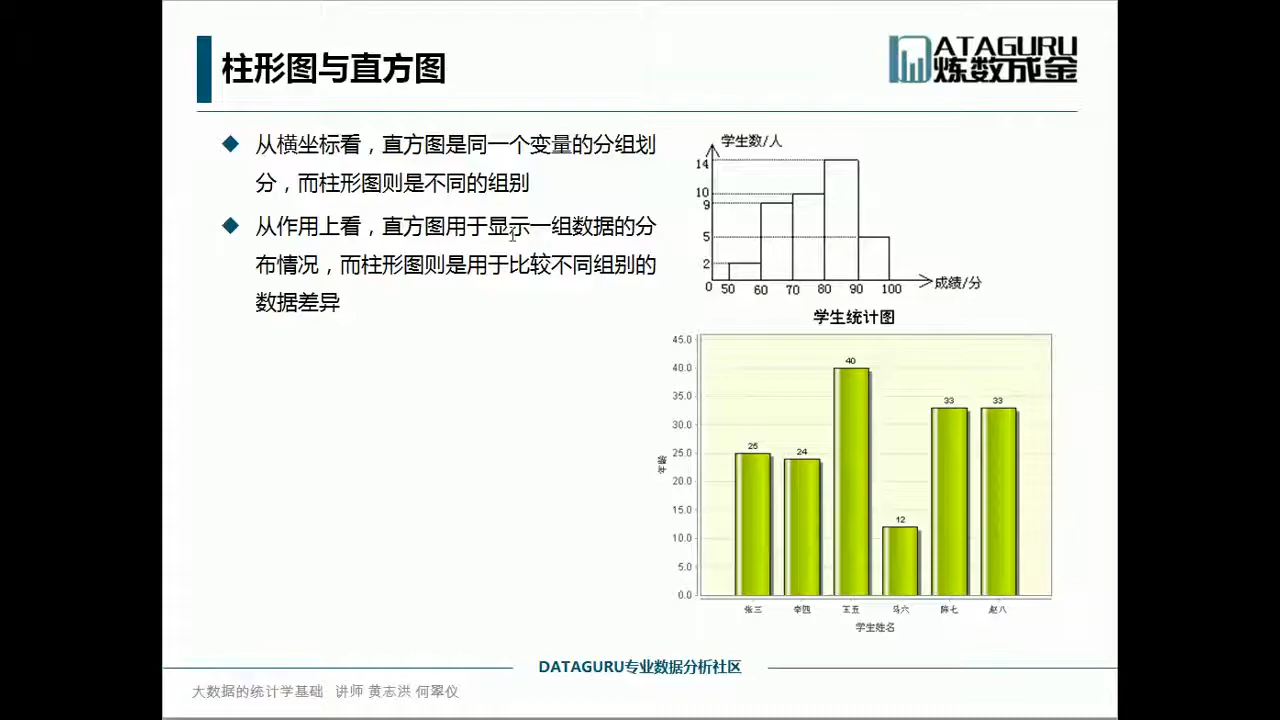 柱形图与直方图
ATAGURU
炼数成金
从横坐标看，直方图是同一个变量的分组划
分，而柱形图则是不同的组别
从作用上看，直方图用于显示一组数据的分
布情况，而柱形图则是用于比较不同组别的
数据差异
学生数/人
14
10
9
5
2
0 50 60 70 80 90 100 成绩/分
学生统计图
45.0
40.0
35.0
30.0
25.0
20.0
15.0
10.0
5.0
0.0
年龄
25 24 40 12 33 33
张三 李四 王五 马六 陈七 赵八
学生姓名
DATAGURU专业数据分析社区
大数据的统计学基础 讲师 黄志洪 何翠仪